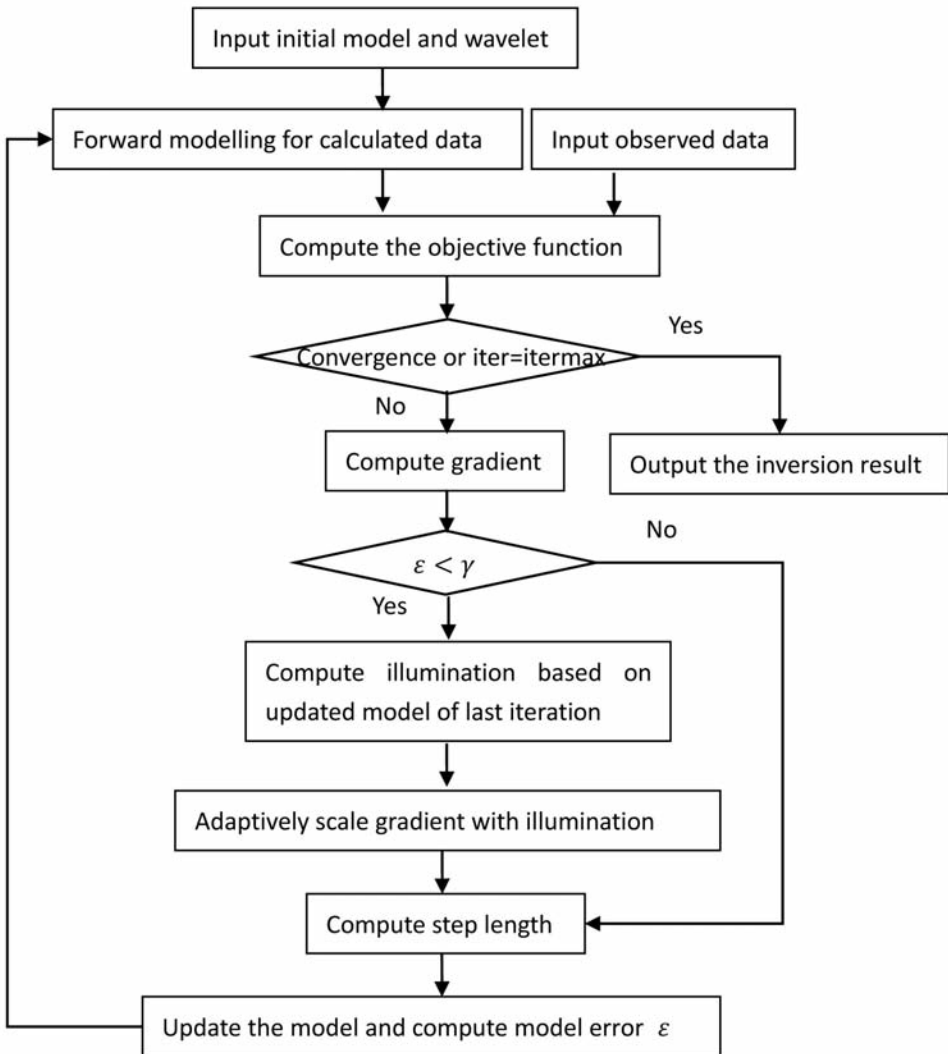 Input initial model and wavelet
Forward modelling for calculated data
Input observed data
Compute the objective function
Yes
Convergence or iter=itermax
No
Compute gradient
Output the inversion result
No
ε < γ
Yes
Compute illumination based on
updated model of last iteration
Adaptively scale gradient with illumination
Compute step length
Update the model and compute model error ε